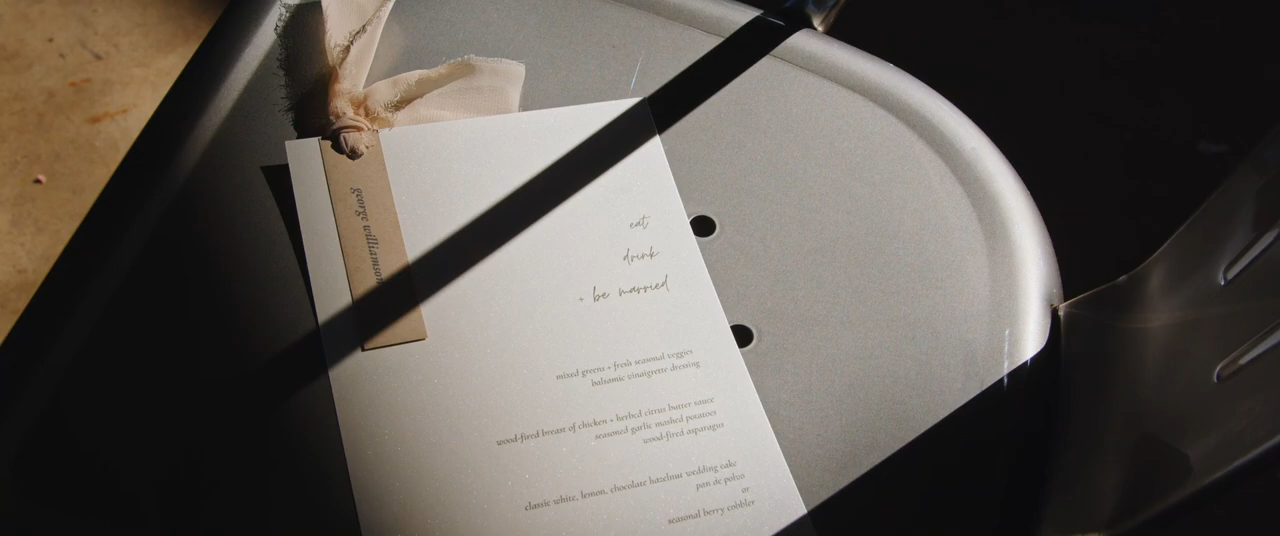 george williamson
eat
drink
+ be married
mixed greens + fresh seasonal veggies
balsamic vinaigrette dressing
wood-fired breast of chicken + herbed citrus butter sauce
seasoned garlic mashed potatoes
wood-fired asparagus
classic white, lemon, chocolate hazelnut wedding cake
pan de polvo
or
seasonal berry cobbler